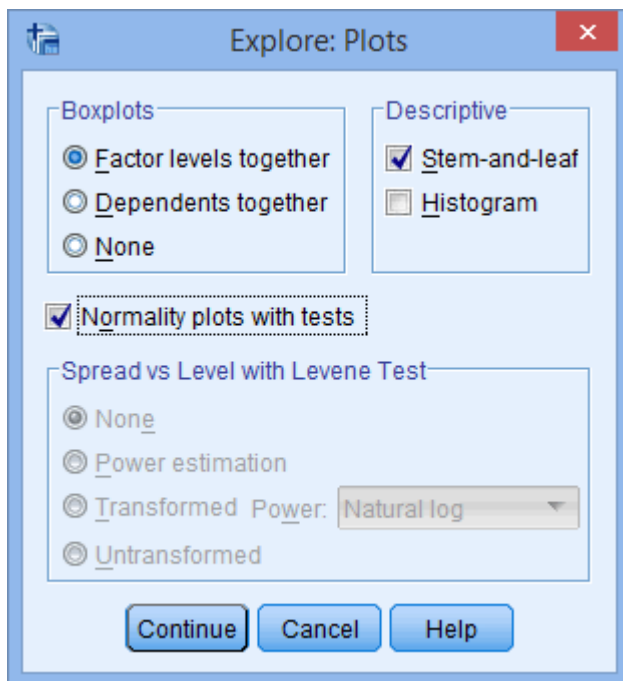 Explore: Plots
Boxplots
Factor levels together
Dependents together
None
Descriptive
Stem-and-leaf
Histogram
Normality plots with tests
Spread vs Level with Levene Test
None
Power estimation
Transformed Power: Natural log
Untransformed
Continue Cancel Help